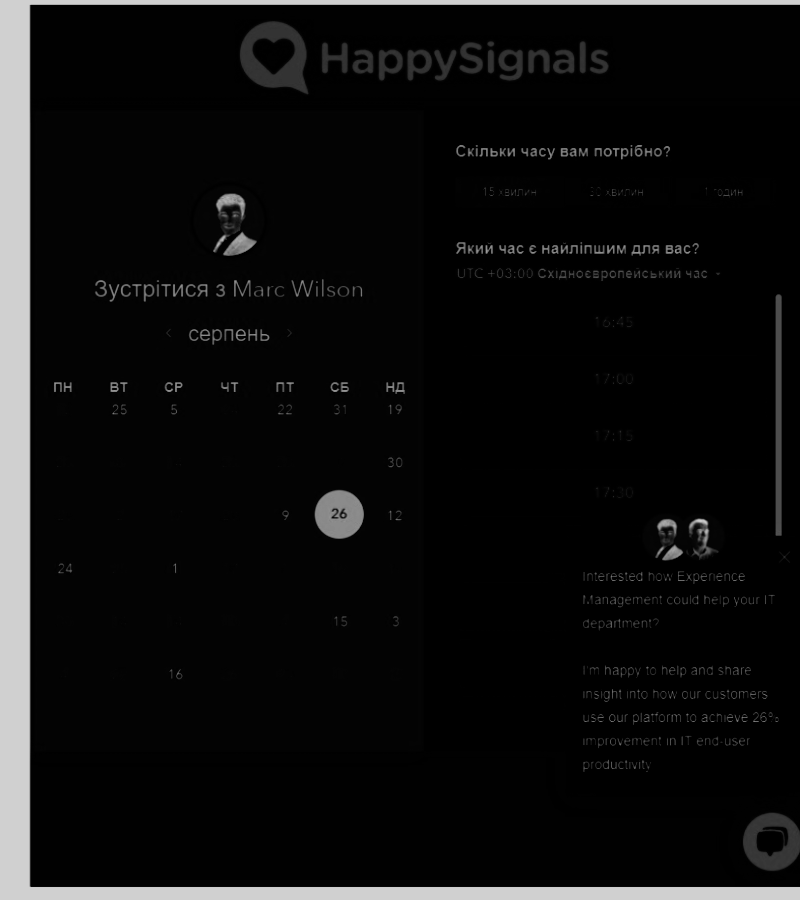 HappySignals
Зустрітися з Marc Wilson
серпень
ПН ВТ СР ЧТ ПТ СБ НД
25 5 22 31 19
30
9 26 12
24 1
15 3
16
Скільки часу вам потрібно?
15 хвилин 30 хвилин 1 годин
Який час є найліпшим для вас?
UTC +03:00 Східноєвропейський час
16:45
17:00
17:15
17:30
Interested how Experience
Management could help your IT
department?
I'm happy to help and share
insight into how our customers
use our platform to achieve 26%
improvement in IT end-user
productivity